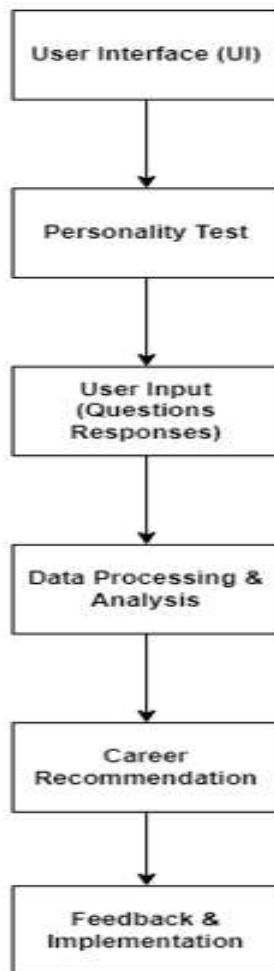 User Interface (UI)
Personality Test
User Input
(Questions
Responses)
Data Processing &
Analysis
Career
Recommendation
Feedback &
Implementation